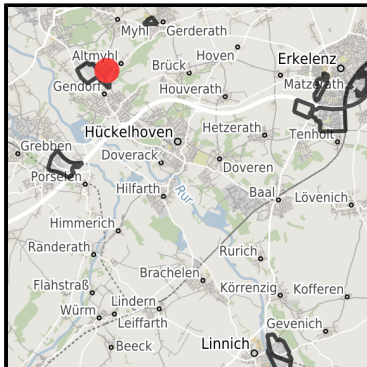 Myhl
Gerderath
Altmyhl
Hoven
Erkelenz
Brück
Matzerath
Gendorf
Houverath
Hückelhoven
Hetzerath
Tenholt
Grebben
Doverack
Doveren
Porselen
Hilfarth
Rur
Baal
Lövenich
Himmerich
Randerath
Rurich
Brachelen
Flahstraß
Körrenzig
Kofferen
Lindern
Würm
Leiffarth
Gevenich
Beeck
Linnich